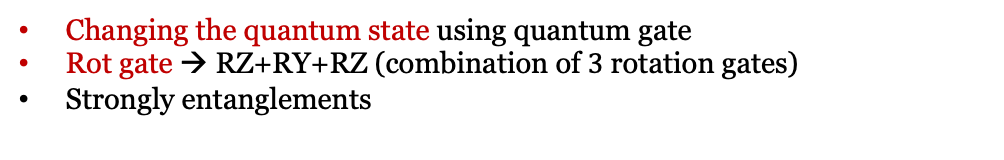 • Changing the quantum state using quantum gate
• Rot gate → RZ+RY+RZ (combination of 3 rotation gates)
• Strongly entanglements